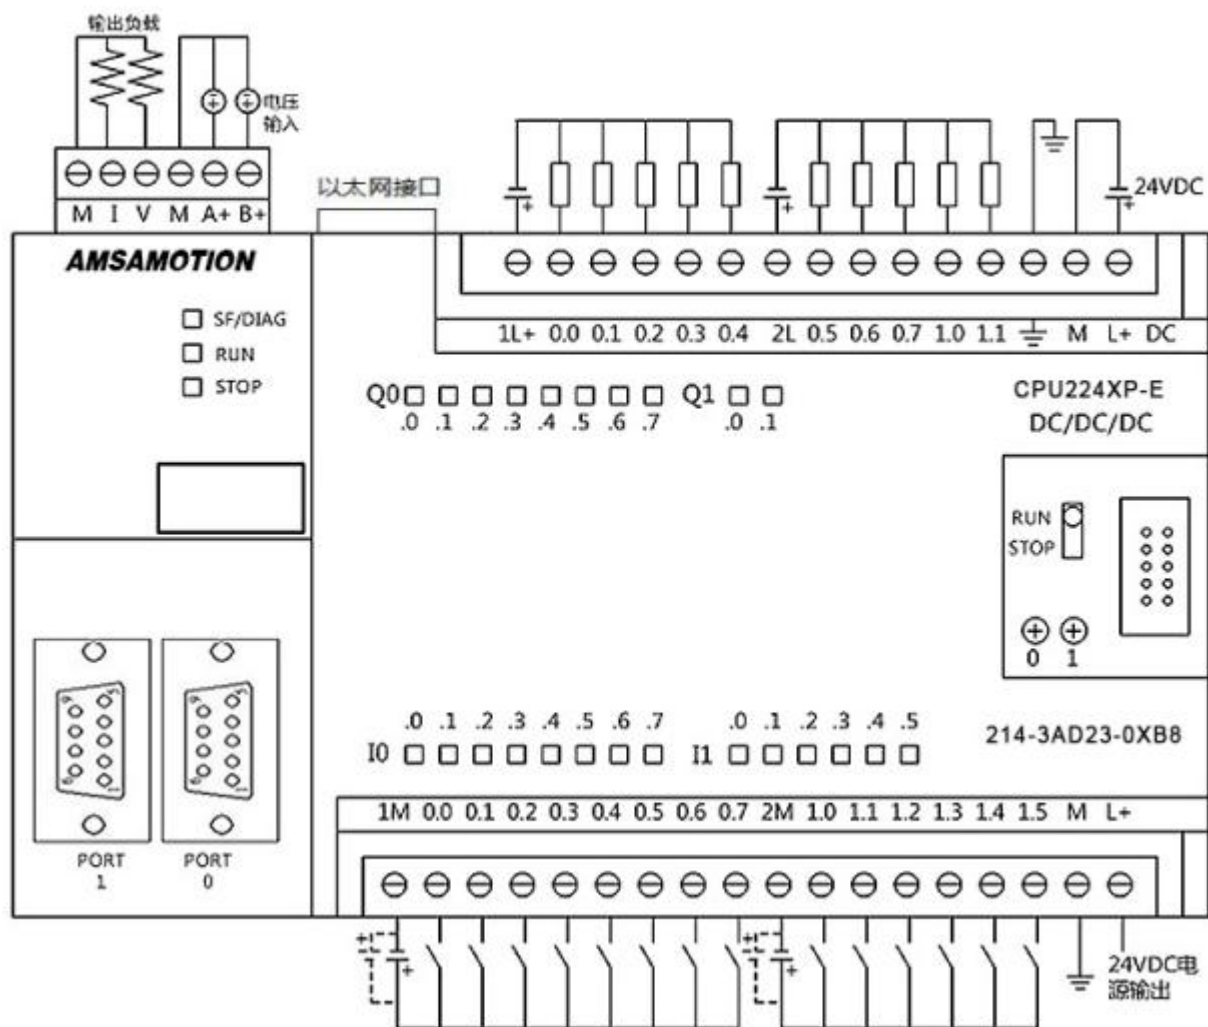 输出负载
电压
输入
M I V M A+ B+
以太网接口
24VDC
AMSAMOTION
SF/DIAG
RUN
STOP
1L+ 0.0 0.1 0.2 0.3 0.4 2L 0.5 0.6 0.7 1.0 1.1 M L+ DC
Q0
.0 .1 .2 .3 .4 .5 .6 .7
Q1
.0 .1
CPU224XP-E
DC/DC/DC
RUN
STOP
0 1
.0 .1 .2 .3 .4 .5 .6 .7
I0
.0 .1 .2 .3 .4 .5
I1
214-3AD23-0XB8
1M 0.0 0.1 0.2 0.3 0.4 0.5 0.6 0.7 2M 1.0 1.1 1.2 1.3 1.4 1.5 M L+
PORT
1
PORT
0
24VDC电
源输出